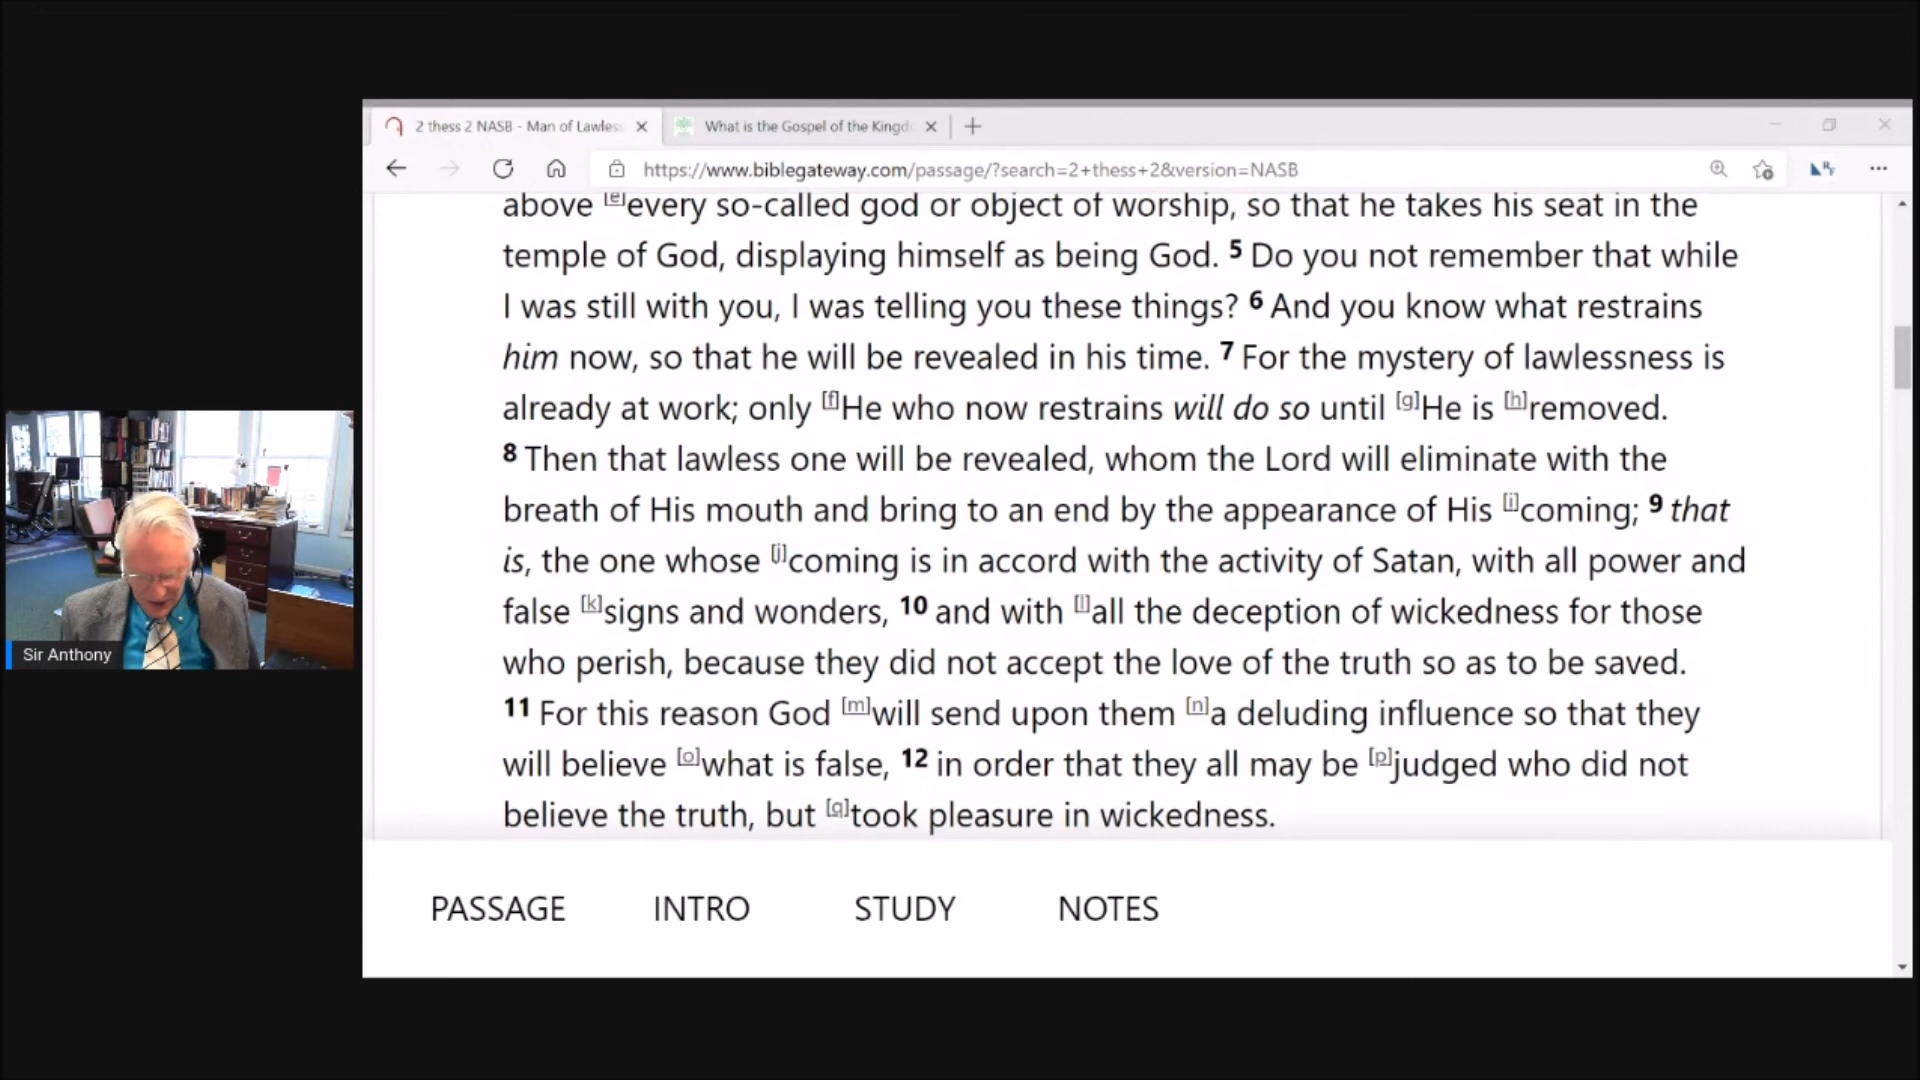 2 thess 2 NASB - Man of Lawles
What is the Gospel of the Kingd
https://www.biblegateway.com/passage/?search=2+thess+2&version=NASB
above [e]every so-called god or object of worship, so that he takes his seat in the
temple of God, displaying himself as being God. 5 Do you not remember that while
I was still with you, I was telling you these things? 6 And you know what restrains
him now, so that he will be revealed in his time. 7 For the mystery of lawlessness is
already at work; only [f]He who now restrains will do so until [g]He is [h]removed.
8 Then that lawless one will be revealed, whom the Lord will eliminate with the
breath of His mouth and bring to an end by the appearance of His [i]coming; 9 that
is, the one whose [j]coming is in accord with the activity of Satan, with all power and
false [k]signs and wonders, 10 and with [l]all the deception of wickedness for those
who perish, because they did not accept the love of the truth so as to be saved.
11 For this reason God [m]will send upon them [n]a deluding influence so that they
will believe [o]what is false, 12 in order that they all may be [p]judged who did not
believe the truth, but [q]took pleasure in wickedness.
PASSAGE INTRO STUDY NOTES
Sir Anthony